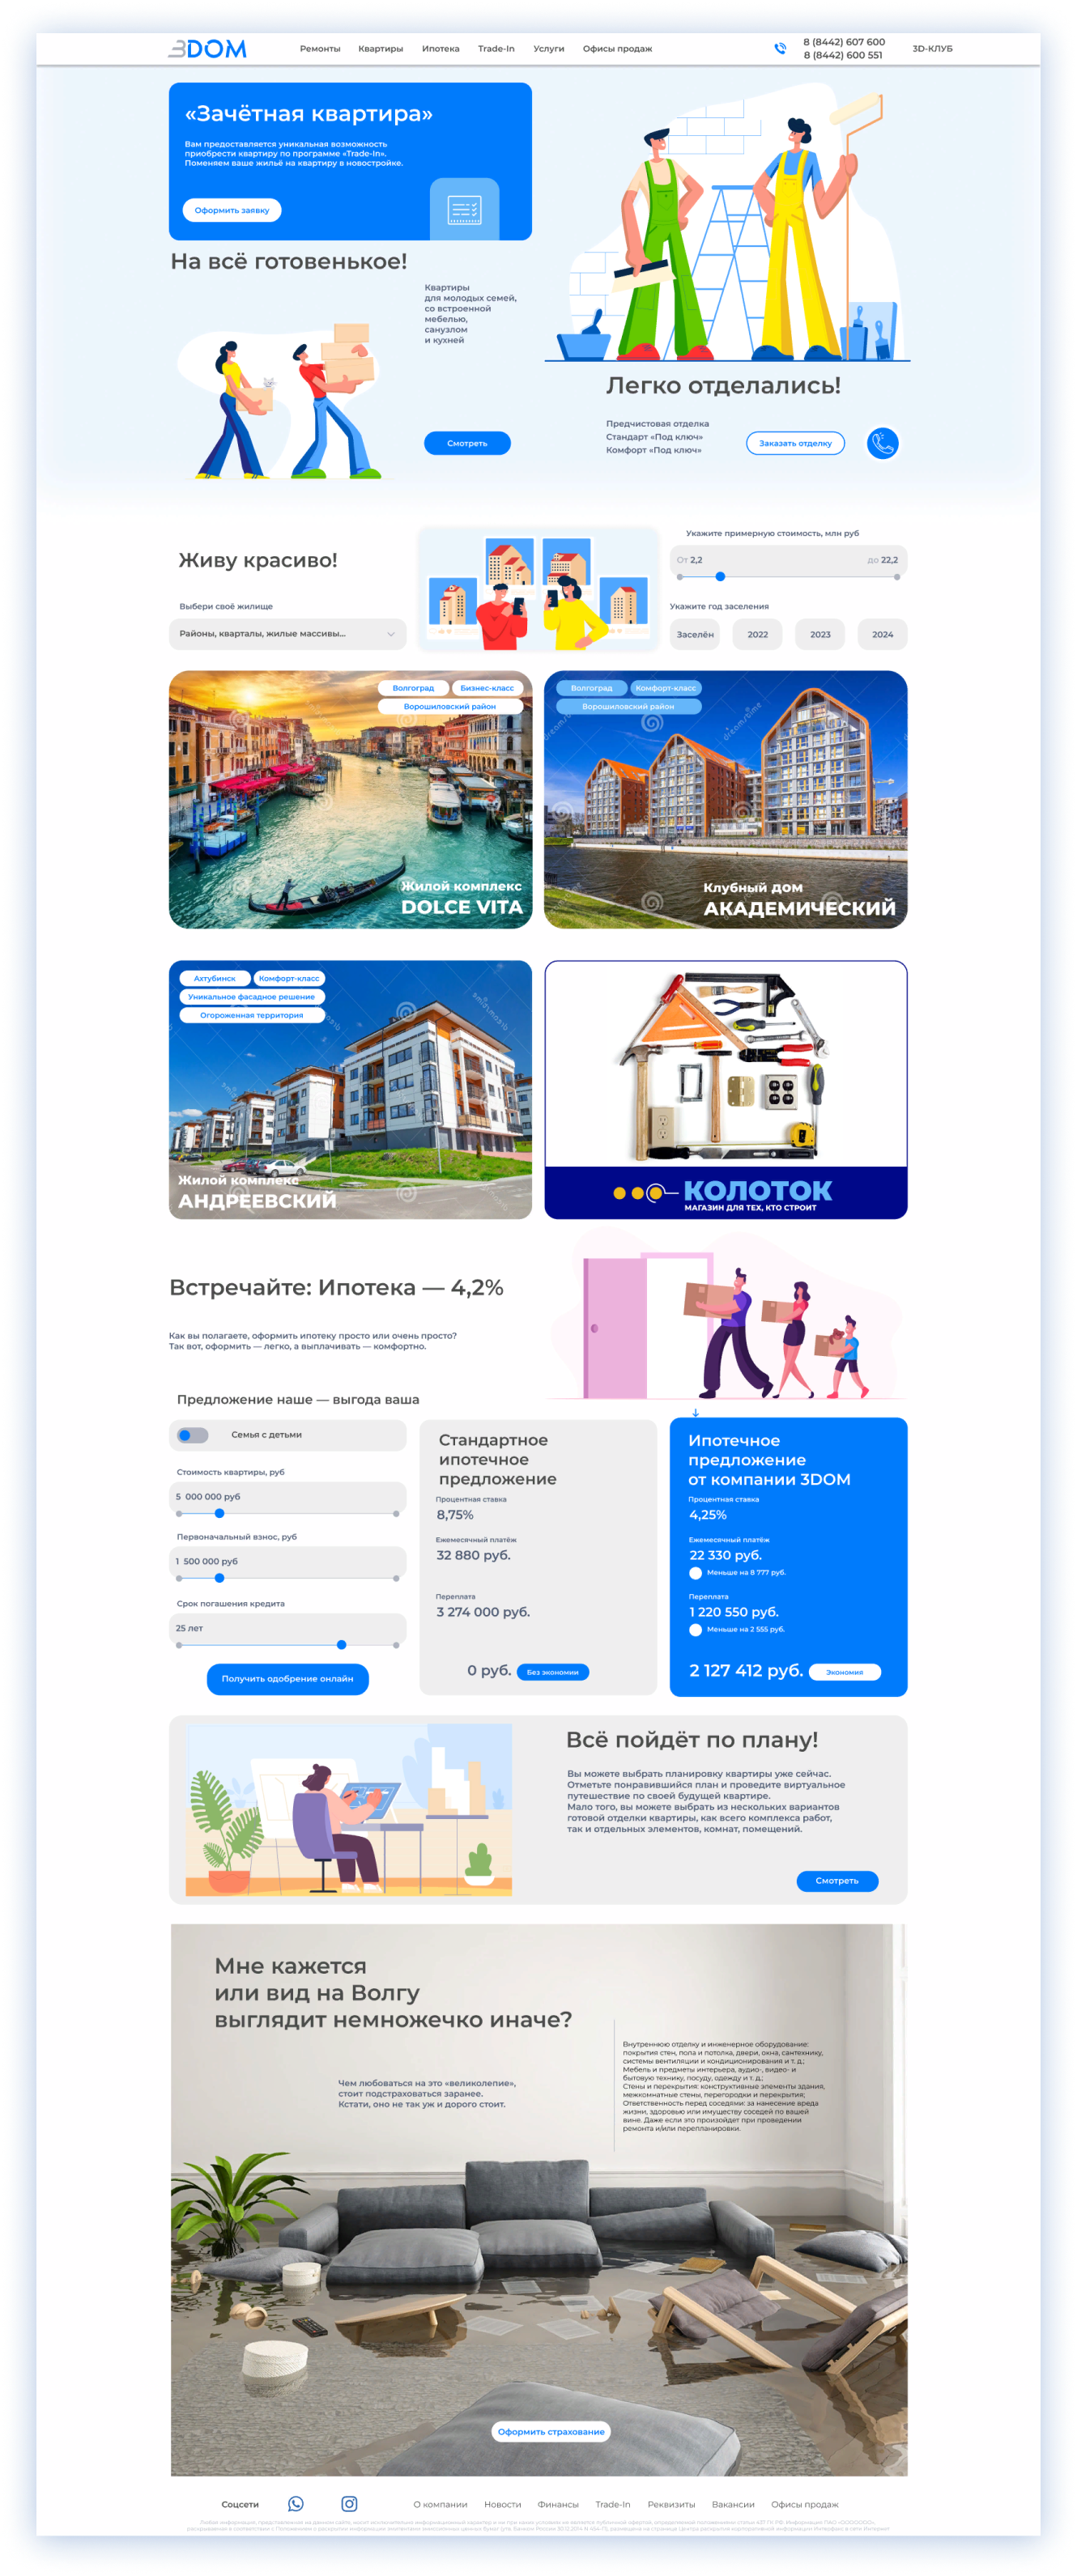 3DOM
Ремонты Квартиры Ипотека Trade-In Услуги Офисы продаж
8 (8442) 607 600
8 (8442) 600 551
3D-КЛУБ
«Зачётная квартира»
Вам предоставляется уникальная возможность
приобрести квартиру по программе «Trade-In».
Поменяем ваше жильё на квартиру в новостройке.
Оформить заявку
На всё готовенькое!
Квартиры
для молодых семей,
со встроенной
мебелью,
санузлом
и кухней
Смотреть
Легко отделались!
Предчистовая отделка
Стандарт «Под ключ»
Комфорт «Под ключ»
Заказать отделку
Живу красиво!
Выбери своё жилище
Районы, кварталы, жилые массивы...
Укажите примерную стоимость, млн руб
От 2,2 до 22,2
Укажите год заселения
Заселён 2022 2023 2024
Волгоград Бизнес-класс
Ворошиловский район
Жилой комплекс
DOLCE VITA
Волгоград Комфорт-класс
Ворошиловский район
dreamstime
Клубный дом
АКАДЕМИЧЕСКИЙ
Ахтубинск Комфорт-класс
Уникальное фасадное решение
Огороженная территория
Жилой комплекс
АНДРЕЕВСКИЙ
КОЛОТОК
МАГАЗИН ДЛЯ ТЕХ, КТО СТРОИТ
Встречайте: Ипотека — 4,2%
Как вы полагаете, оформить ипотеку просто или очень просто?
Так вот, оформить — легко, а выплачивать — комфортно.
Предложение наше — выгода ваша
Семья с детьми
Стоимость квартиры, руб
5 000 000 руб
Первоначальный взнос, руб
1 500 000 руб
Срок погашения кредита
25 лет
Получить одобрение онлайн
Стандартное
ипотечное
предложение
Процентная ставка
8,75%
Ежемесячный платёж
32 880 руб.
Переплата
3 274 000 руб.
0 руб. Без экономии
Ипотечное
предложение
от компании 3DOM
Процентная ставка
4,25%
Ежемесячный платёж
22 330 руб.
Меньше на 8 777 руб.
Переплата
1 220 550 руб.
Меньше на 2 555 руб.
2 127 412 руб. Экономия
Всё пойдёт по плану!
Вы можете выбрать планировку квартиры уже сейчас.
Отметьте понравившийся план и проведите виртуальное
путешествие по своей будущей квартире.
Мало того, вы можете выбрать из нескольких вариантов
готовой отделки квартиры, как всего комплекса работ,
так и отдельных элементов, комнат, помещений.
Смотреть
Мне кажется
или вид на Волгу
выглядит немножечко иначе?
Чем любоваться на это «великолепие»,
стоит подстраховаться заранее.
Кстати, оно не так уж и дорого стоит.
Внутреннюю отделку и инженерное оборудование:
покрытия стен, пола и потолка, двери, окна, сантехнику,
системы вентиляции и кондиционирования и т. д.;
Мебель и предметы интерьера, аудио-, видео- и
бытовую технику, посуду, одежду и т. д.;
Стены и перекрытия: конструктивные элементы здания,
межкомнатные стены, перегородки и перекрытия;
Ответственность перед соседями: за нанесение вреда
жизни, здоровью или имуществу соседей по вашей
вине. Даже если это произойдет при проведении
ремонта и/или перепланировки.
Оформить страхование
Соцсети
О компании Новости Финансы Trade-In Реквизиты Вакансии Офисы продаж